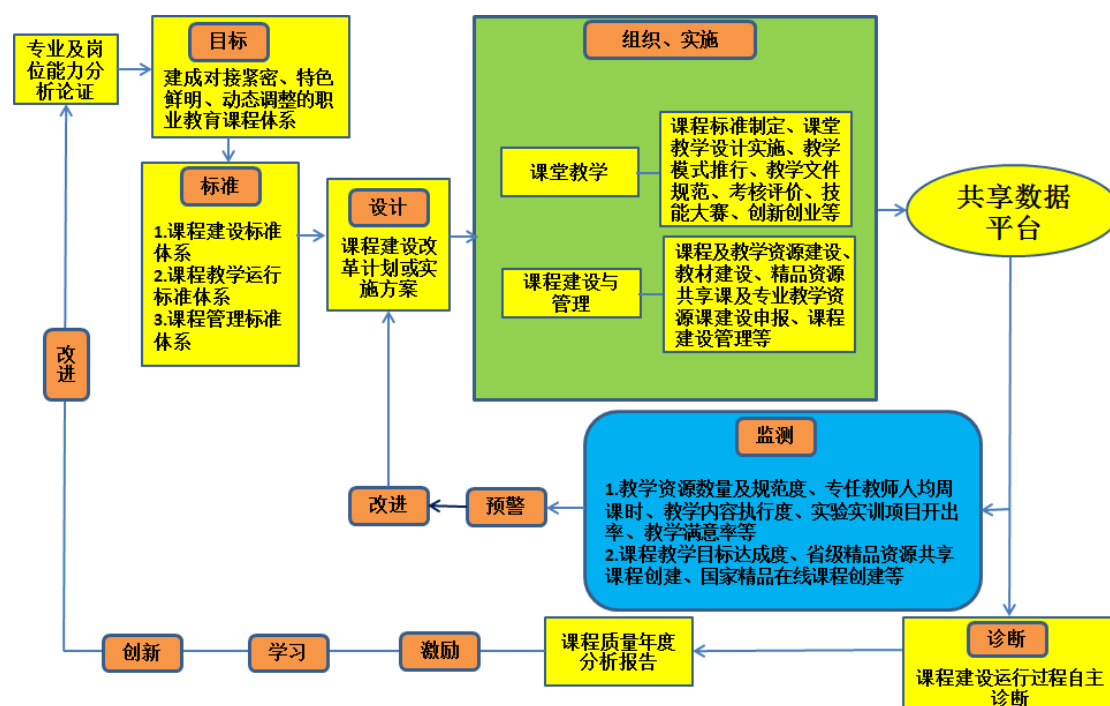 专业及岗
位能力分
析论证
目标
建成对接紧密、特色
鲜明、动态调整的职
业教育课程体系
标准
1.课程建设标准
体系
2.课程教学运行
标准体系
3.课程管理标准
体系
设计
课程建设改
革计划或实
施方案
组织、实施
课堂教学
课程标准制定、课堂
教学设计实施、教学
模式推行、教学文件
规范、考核评价、技
能大赛、创新创业等
课程建设与
管理
课程及教学资源建设、
教材建设、精品资源
共享课及专业教学资
源课建设申报、课程
建设管理等
共享数据
平台
监测
1.教学资源数量及规范度、专任教师人均周
课时、教学内容执行度、实验实训项目开出
率、教学满意率等
2.课程教学目标达成度、省级精品资源共享
课程创建、国家精品在线课程创建等
预警
改进
诊断
课程建设运行过程自主
诊断
课程质量年度
分析报告
激励
学习
创新
改
进